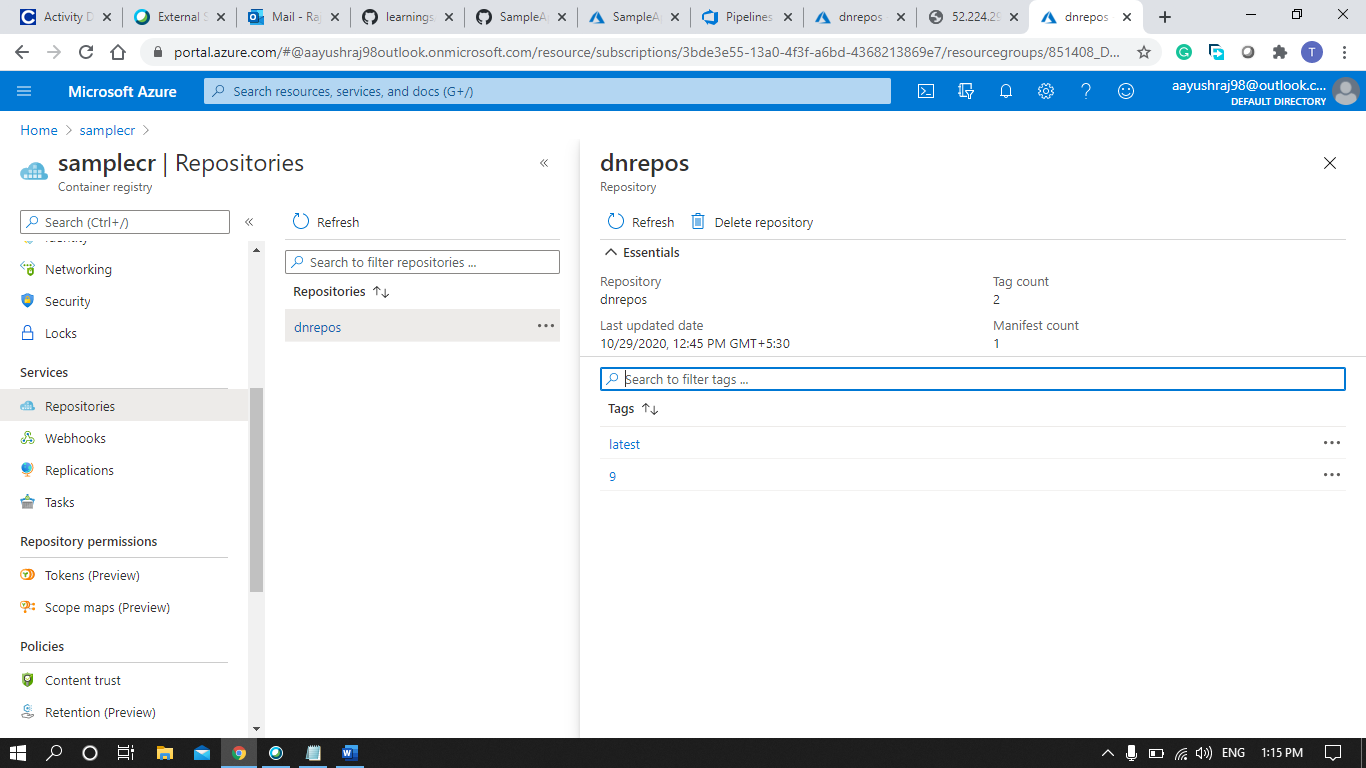 Activity D
External S
Mail - Raj
learnings
SampleA
SampleA
Pipelines
dnrepos
52.224.29
dnrepos
portal.azure.com/#@aayushraj98outlook.onmicrosoft.com/resource/subscriptions/3bde3e55-13a0-4f3f-a6bd-4368213869e7/resourcegroups/851408_D...
T
Microsoft Azure
Search resources, services, and docs (G+/)
aayushraj98@outlook.c...
DEFAULT DIRECTORY
Home > samplecr >
samplecr | Repositories
Container registry
Search (Ctrl+/)
Identity
Networking
Security
Locks
Services
Repositories
Webhooks
Replications
Tasks
Repository permissions
Tokens (Preview)
Scope maps (Preview)
Policies
Content trust
Retention (Preview)
Refresh
Search to filter repositories ...
Repositories
dnrepos
dnrepos
Repository
Refresh
Delete repository
Essentials
Repository
dnrepos
Tag count
2
Last updated date
10/29/2020, 12:45 PM GMT+5:30
Manifest count
1
Search to filter tags ...
Tags
latest
9
ENG
1:15 PM